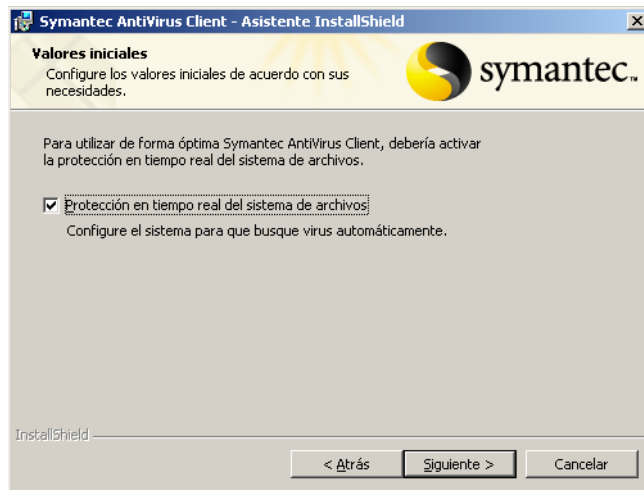 Symantec AntiVirus Client - Asistente InstallShield
Valores iniciales
Configure los valores iniciales de acuerdo con sus
necesidades.
symantec™
Para utilizar de forma óptima Symantec AntiVirus Client, debería activar
la protección en tiempo real del sistema de archivos.
Protección en tiempo real del sistema de archivos
Configure el sistema para que busque virus automáticamente.
InstallShield
< Atrás
Siguiente >
Cancelar